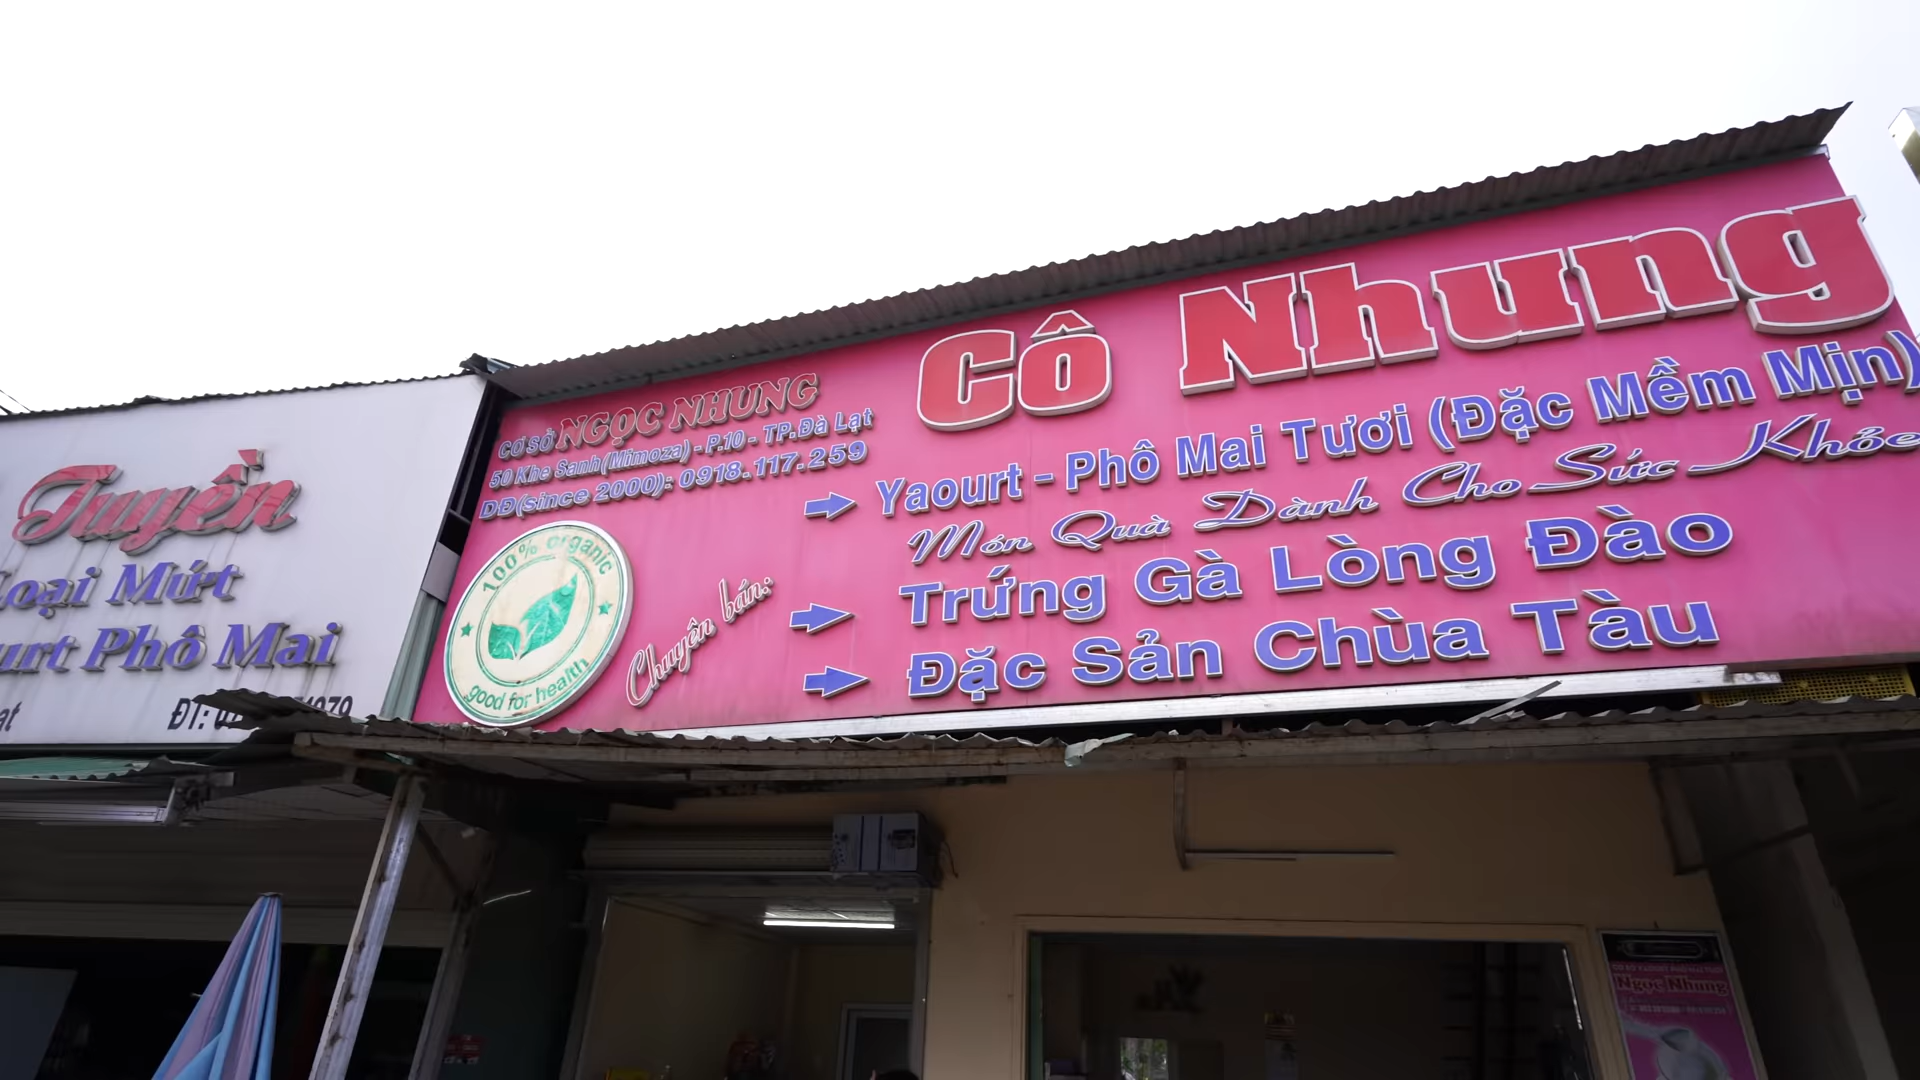 Tuyền
Loại Mứt
urt Phô Mai
ĐT:
CƠ SỞ NGỌC NHUNG
50 Khe Sanh(Mimoza) - P.10 - TP.Đà Lạt
DĐ(since 2000): 0918.117.259
100% organic
good for health
Chuyên bán:
Cô Nhung
Yaourt - Phô Mai Tươi (Đặc Mềm Mịn)
Món Quà Dành Cho Sức Khỏe
Trứng Gà Lòng Đào
Đặc Sản Chùa Tàu
Ngọc Nhung